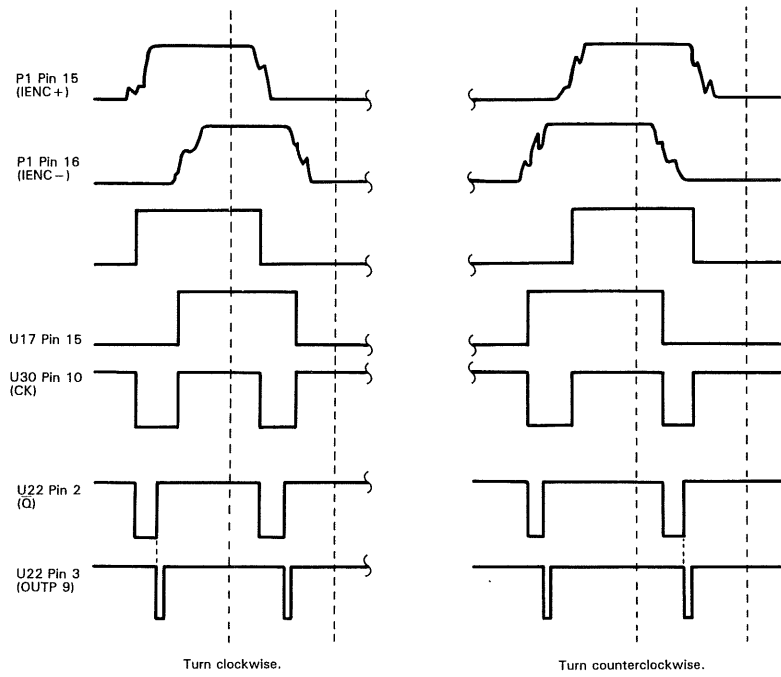 P1 Pin 15
(IENC+)
P1 Pin 16
(IENC−)
U17 Pin 15
U30 Pin 10
(CK)
U22 Pin 2
(Q̅)
U22 Pin 3
(OUTP 9)
Turn clockwise.
Turn counterclockwise.